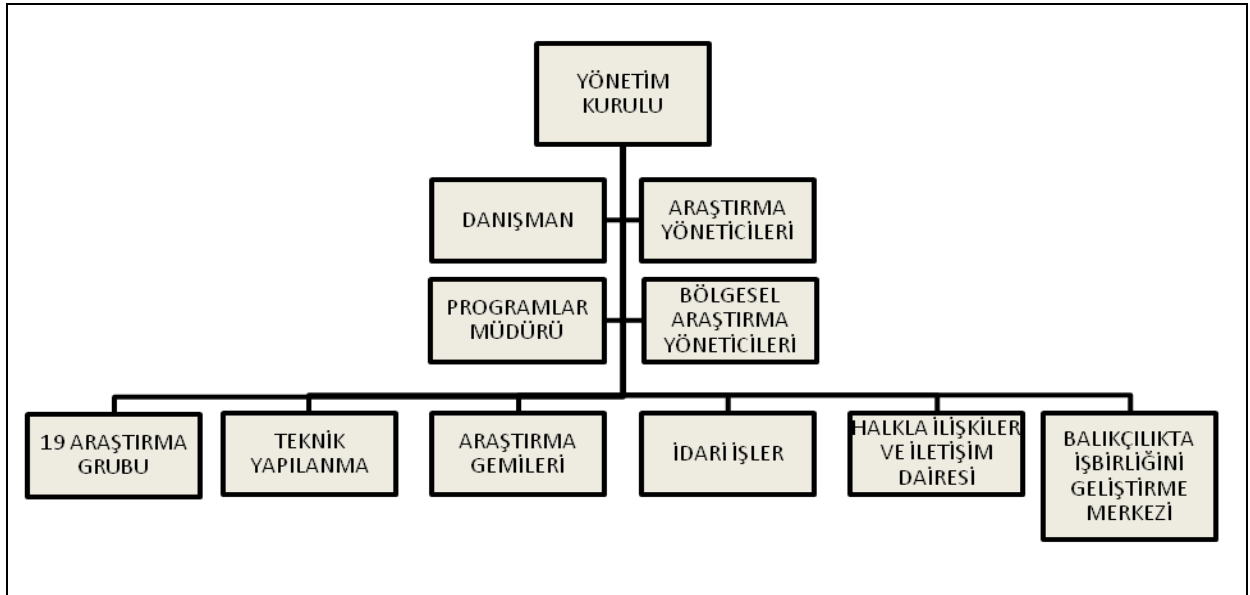 YÖNETİM
KURULU
DANIŞMAN
ARAŞTIRMA
YÖNETİCİLERİ
PROGRAMLAR
MÜDÜRÜ
BÖLGESEL
ARAŞTIRMA
YÖNETİCİLERİ
19 ARAŞTIRMA
GRUBU
TEKNİK
YAPILANMA
ARAŞTIRMA
GEMİLERİ
İDARİ İŞLER
HALKLA İLİŞKİLER
VE İLETİŞİM
DAİRESİ
BALIKÇILIKTA
İŞBİRLİĞİNİ
GELİŞTİRME
MERKEZİ